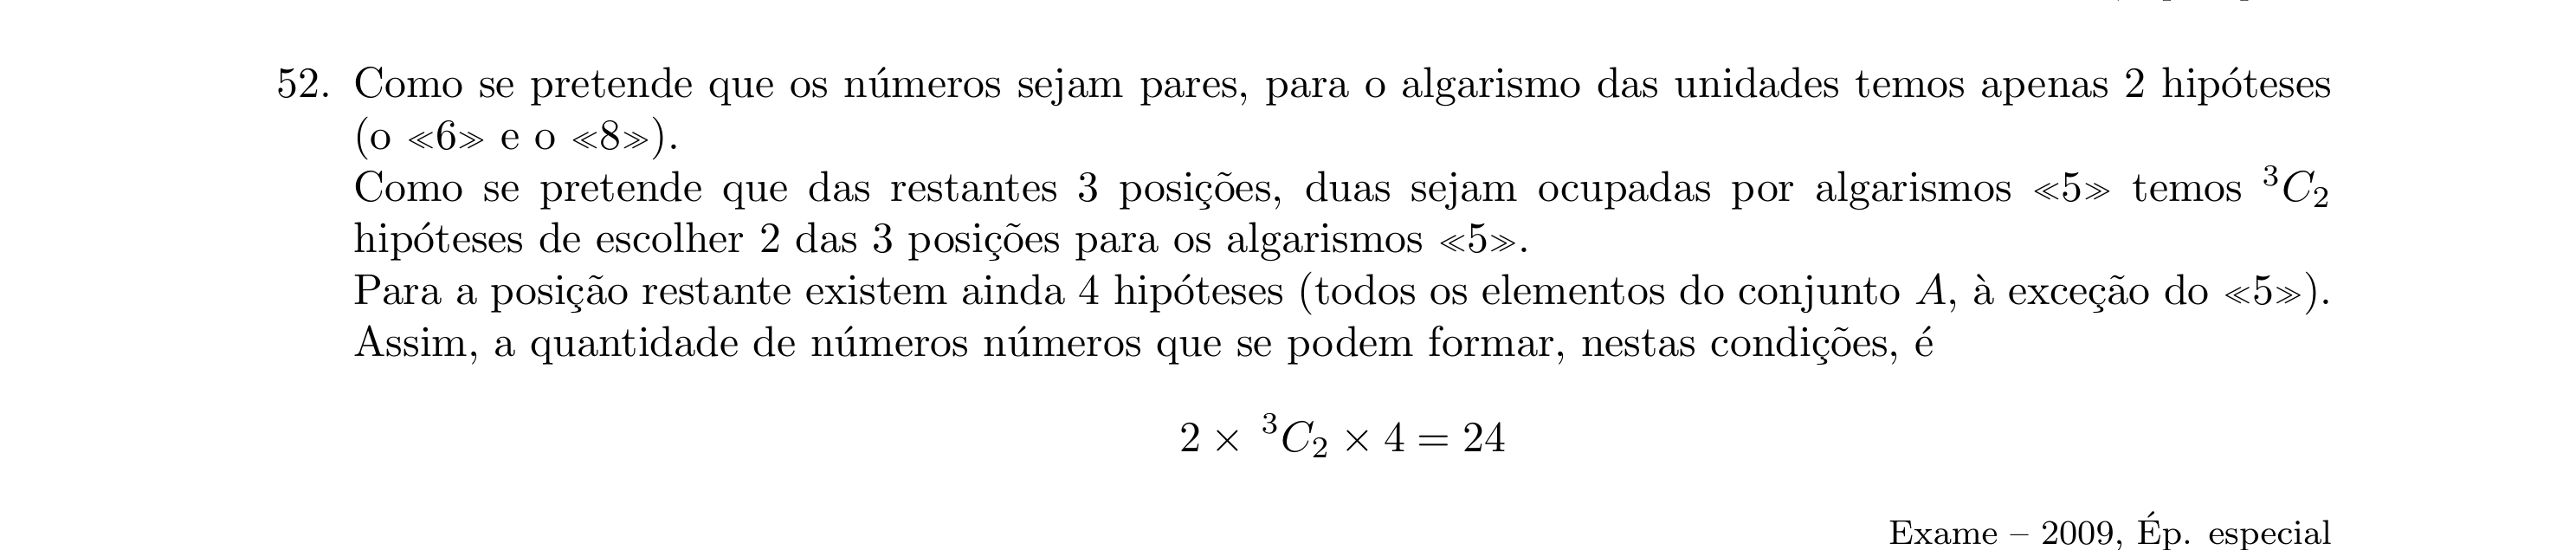 52. Como se pretende que os números sejam pares, para o algarismo das unidades temos apenas 2 hipóteses
(o ≪6≫ e o ≪8≫).
Como se pretende que das restantes 3 posições, duas sejam ocupadas por algarismos ≪5≫ temos ³C₂
hipóteses de escolher 2 das 3 posições para os algarismos ≪5≫.
Para a posição restante existem ainda 4 hipóteses (todos os elementos do conjunto A, à exceção do ≪5≫).
Assim, a quantidade de números números que se podem formar, nestas condições, é
2 × ³C₂ × 4 = 24
Exame – 2009, Ép. especial